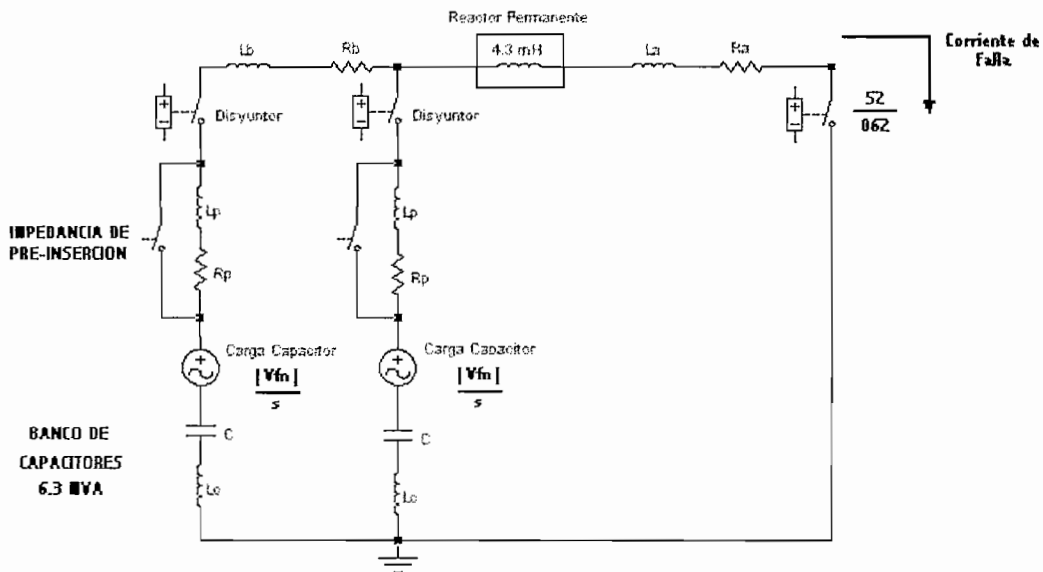 Reactor Permanente
Lb
Rb
4.3 mH
La
Ra
Corriente de
Falla
Disyuntor
Disyuntor
52
062
Lp
Lp
IMPEDANCIA DE
PRE-INSERCION
Rp
Rp
Carga Capacitor
Carga Capacitor
|Vfn|
s
|Vfn|
s
BANCO DE
CAPACITORES
6.3 MVA
C
C
Lc
Lc